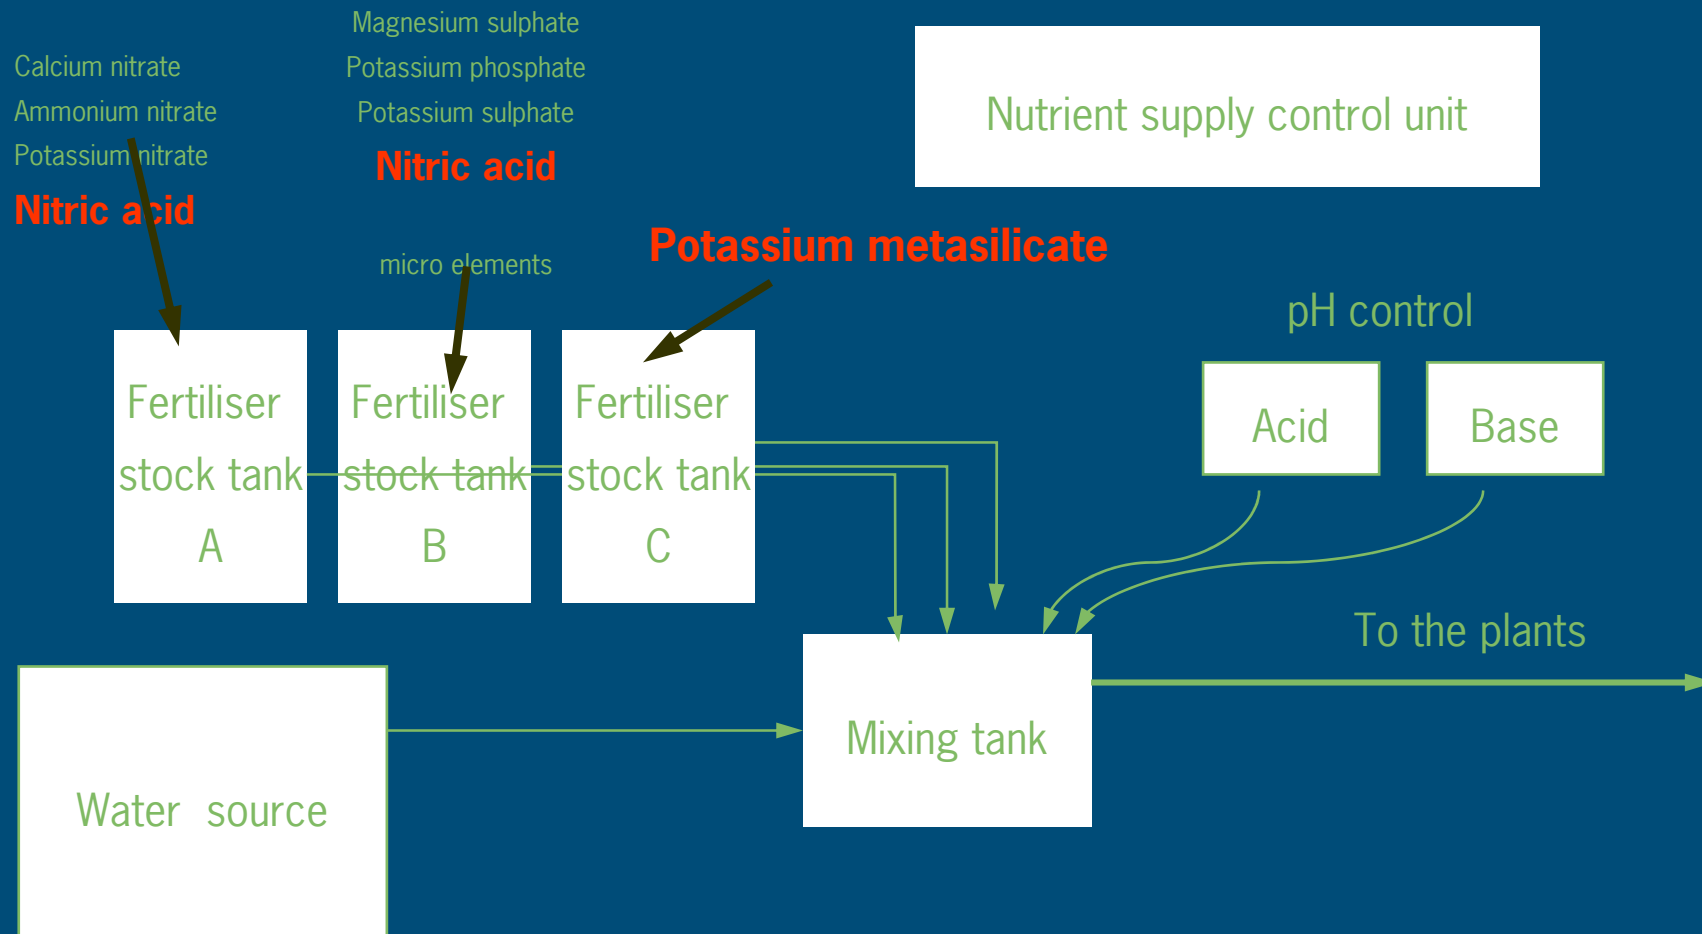 Calcium nitrate
Ammonium nitrate
Potassium nitrate
Nitric acid
Magnesium sulphate
Potassium phosphate
Potassium sulphate
Nitric acid
micro elements
Potassium metasilicate
Nutrient supply control unit
pH control
Acid
Base
Fertiliser
stock tank
A
Fertiliser
stock tank
B
Fertiliser
stock tank
C
To the plants
Mixing tank
Water source